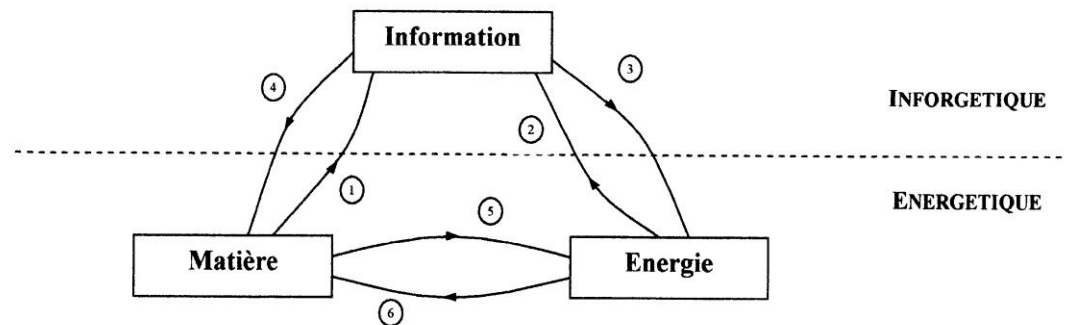 Information
④
③
INFORGETIQUE
②
①
ENERGETIQUE
⑤
Matière
Energie
⑥